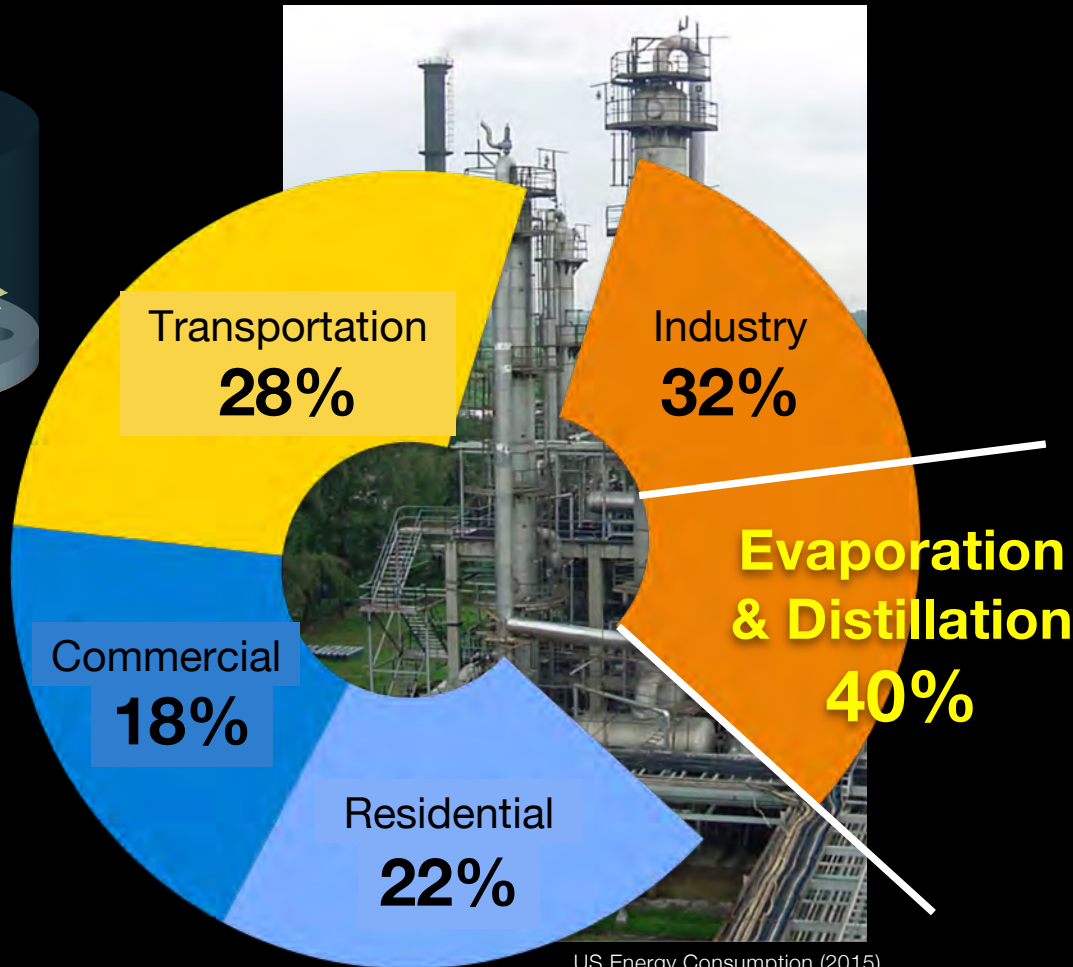 Transportation
28%
Industry
32%
Evaporation
& Distillation
40%
Commercial
18%
Residential
22%
US Energy Consumption (2015)